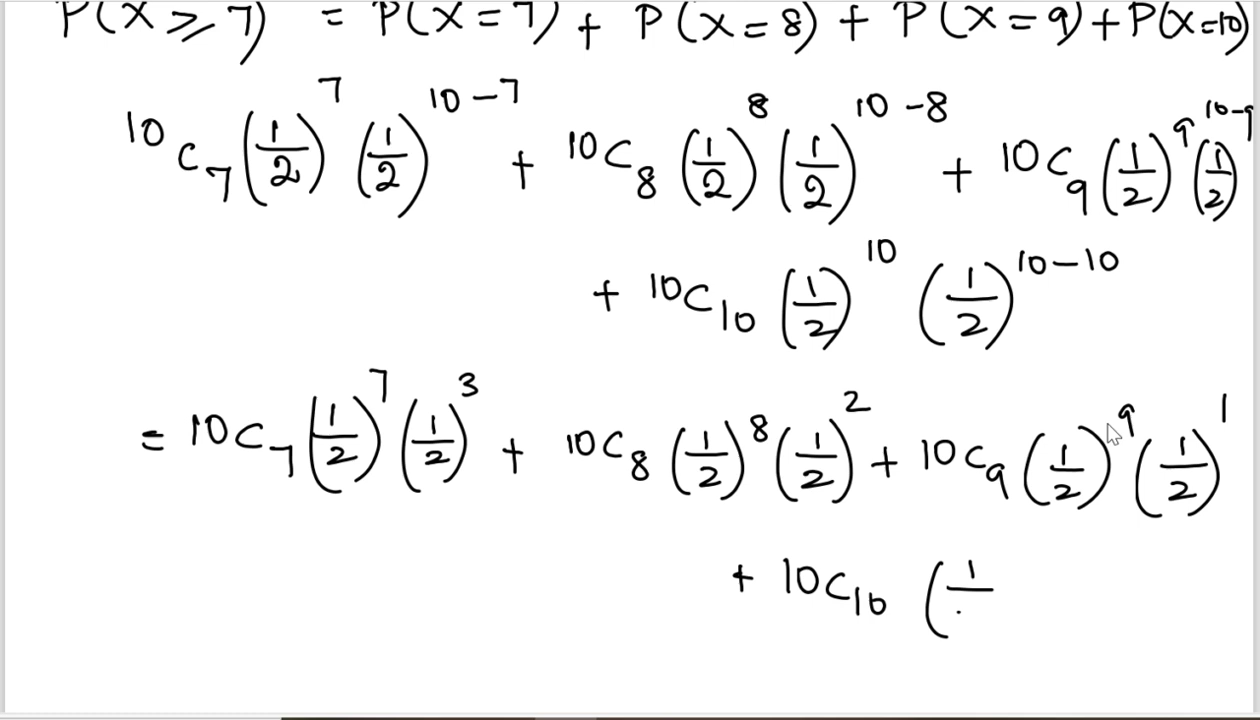 P(X ≥ 7) = P(X = 7) + P(X = 8) + P(X = 9) + P(X = 10)
¹⁰C₇ (1/2)⁷ (1/2)¹⁰⁻⁷ + ¹⁰C₈ (1/2)⁸ (1/2)¹⁰⁻⁸ + ¹⁰C₉ (1/2)⁹ (1/2)¹⁰⁻⁹
+ ¹⁰C₁₀ (1/2)¹⁰ (1/2)¹⁰⁻¹⁰
= 10C₇ (1/2)⁷ (1/2)³ + 10C₈ (1/2)⁸ (1/2)² + 10C₉ (1/2)⁹ (1/2)¹
+ 10C₁₀ (1/